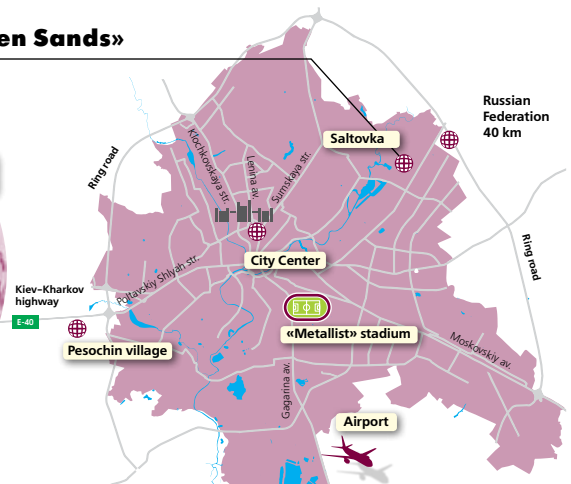 en Sands»
Russian
Federation
40 km
Saltovka
Ring road
Klochkovskaya str.
Lenina av.
Sumskaya str.
City Center
Ring road
Poltavskiy Shlyah str.
Kiev–Kharkov
highway
E-40
«Metallist» stadium
Pesochin village
Moskovskiy av.
Gagarina av.
Airport